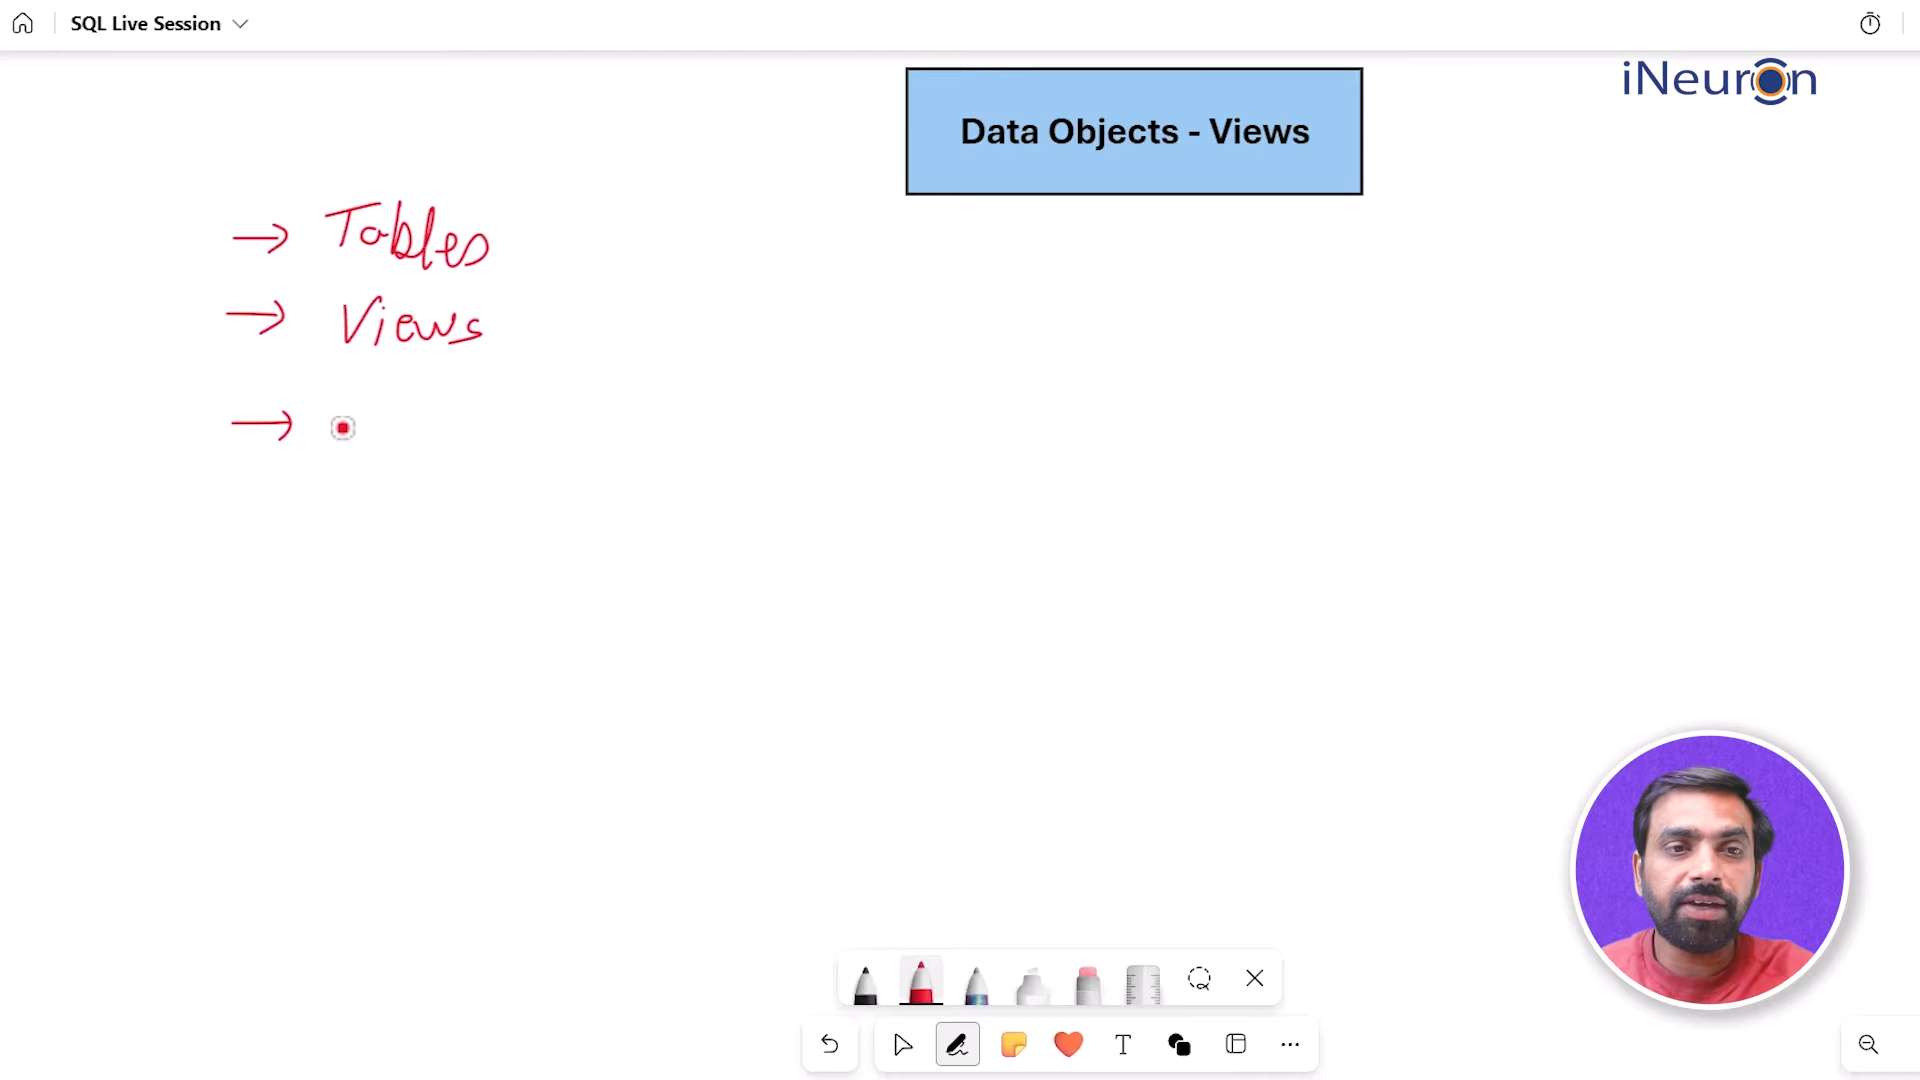 SQL Live Session
iNeuron
Data Objects - Views
→ Tables
→ Views
→